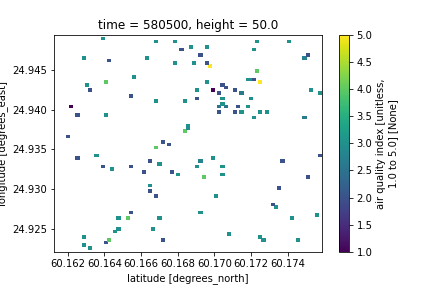 time = 580500, height = 50.0
24.945
24.940
24.935
24.930
24.925
longitude [degrees_east]
60.162 60.164 60.166 60.168 60.170 60.172 60.174
latitude [degrees_north]
5.0
4.5
4.0
3.5
3.0
2.5
2.0
1.5
1.0
air quality index [unitless,
1.0 to 5.0] [None]